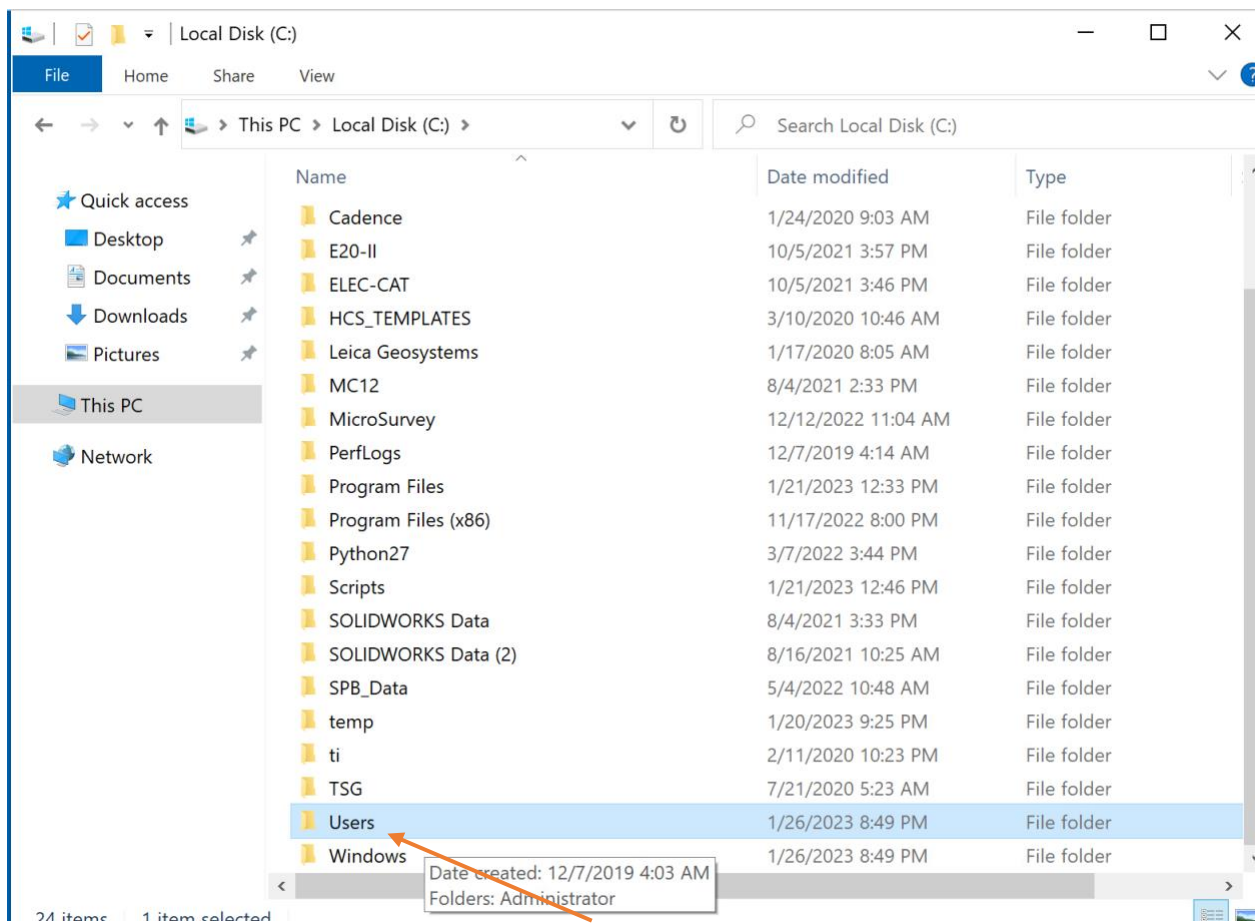 Local Disk (C:)
File Home Share View
This PC > Local Disk (C:) > Search Local Disk (C:)
Name Date modified Type
Quick access
Desktop
Documents
Downloads
Pictures
This PC
Network
Cadence 1/24/2020 9:03 AM File folder
E20-II 10/5/2021 3:57 PM File folder
ELEC-CAT 10/5/2021 3:46 PM File folder
HCS_TEMPLATES 3/10/2020 10:46 AM File folder
Leica Geosystems 1/17/2020 8:05 AM File folder
MC12 8/4/2021 2:33 PM File folder
MicroSurvey 12/12/2022 11:04 AM File folder
PerfLogs 12/7/2019 4:14 AM File folder
Program Files 1/21/2023 12:33 PM File folder
Program Files (x86) 11/17/2022 8:00 PM File folder
Python27 3/7/2022 3:44 PM File folder
Scripts 1/21/2023 12:46 PM File folder
SOLIDWORKS Data 8/4/2021 3:33 PM File folder
SOLIDWORKS Data (2) 8/16/2021 10:25 AM File folder
SPB_Data 5/4/2022 10:48 AM File folder
temp 1/20/2023 9:25 PM File folder
ti 2/11/2020 10:23 PM File folder
TSG 7/21/2020 5:23 AM File folder
Users 1/26/2023 8:49 PM File folder
Windows 1/26/2023 8:49 PM File folder
Date created: 12/7/2019 4:03 AM
Folders: Administrator
24 items 1 item selected